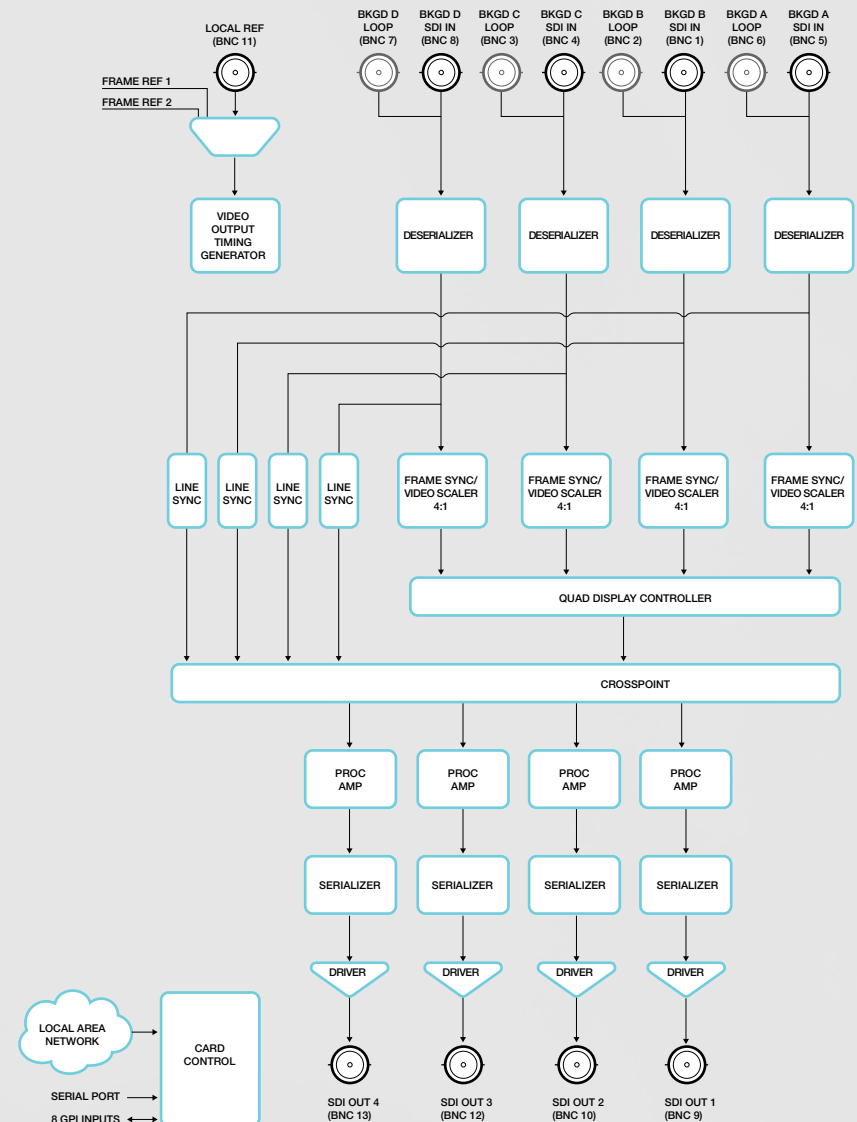 LOCAL REF
(BNC 11)
BKGD D
LOOP
(BNC 7)
BKGD D
SDI IN
(BNC 8)
BKGD C
LOOP
(BNC 3)
BKGD C
SDI IN
(BNC 4)
BKGD B
LOOP
(BNC 2)
BKGD B
SDI IN
(BNC 1)
BKGD A
LOOP
(BNC 6)
BKGD A
SDI IN
(BNC 5)
FRAME REF 1
FRAME REF 2
VIDEO
OUTPUT
TIMING
GENERATOR
DESERIALIZER
DESERIALIZER
DESERIALIZER
DESERIALIZER
LINE
SYNC
LINE
SYNC
LINE
SYNC
LINE
SYNC
FRAME SYNC/
VIDEO SCALER
4:1
FRAME SYNC/
VIDEO SCALER
4:1
FRAME SYNC/
VIDEO SCALER
4:1
FRAME SYNC/
VIDEO SCALER
4:1
QUAD DISPLAY CONTROLLER
CROSSPOINT
PROC
AMP
PROC
AMP
PROC
AMP
PROC
AMP
SERIALIZER
SERIALIZER
SERIALIZER
SERIALIZER
DRIVER
DRIVER
DRIVER
DRIVER
LOCAL AREA
NETWORK
CARD
CONTROL
SERIAL PORT
8 GPI INPUTS
SDI OUT 4
(BNC 13)
SDI OUT 3
(BNC 12)
SDI OUT 2
(BNC 10)
SDI OUT 1
(BNC 9)